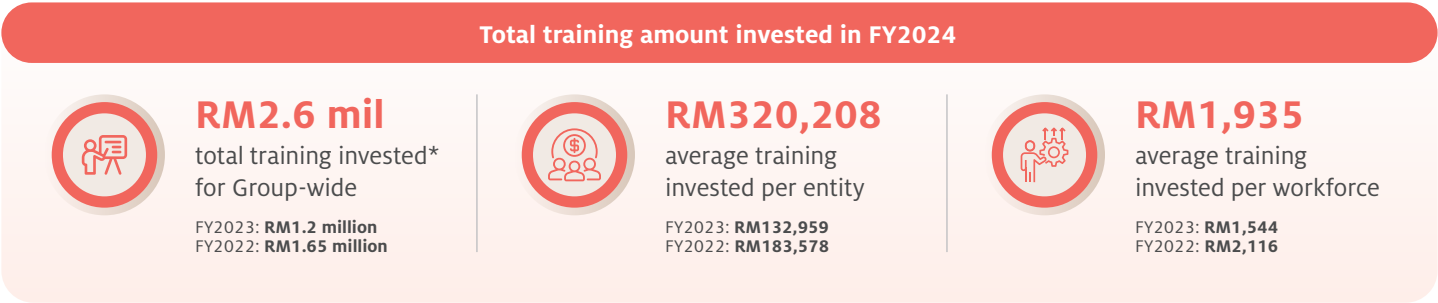 Total training amount invested in FY2024
RM2.6 mil
total training invested*
for Group-wide
FY2023: RM1.2 million
FY2022: RM1.65 million
$
RM320,208
average training
invested per entity
FY2023: RM132,959
FY2022: RM183,578
RM1,935
average training
invested per workforce
FY2023: RM1,544
FY2022: RM2,116